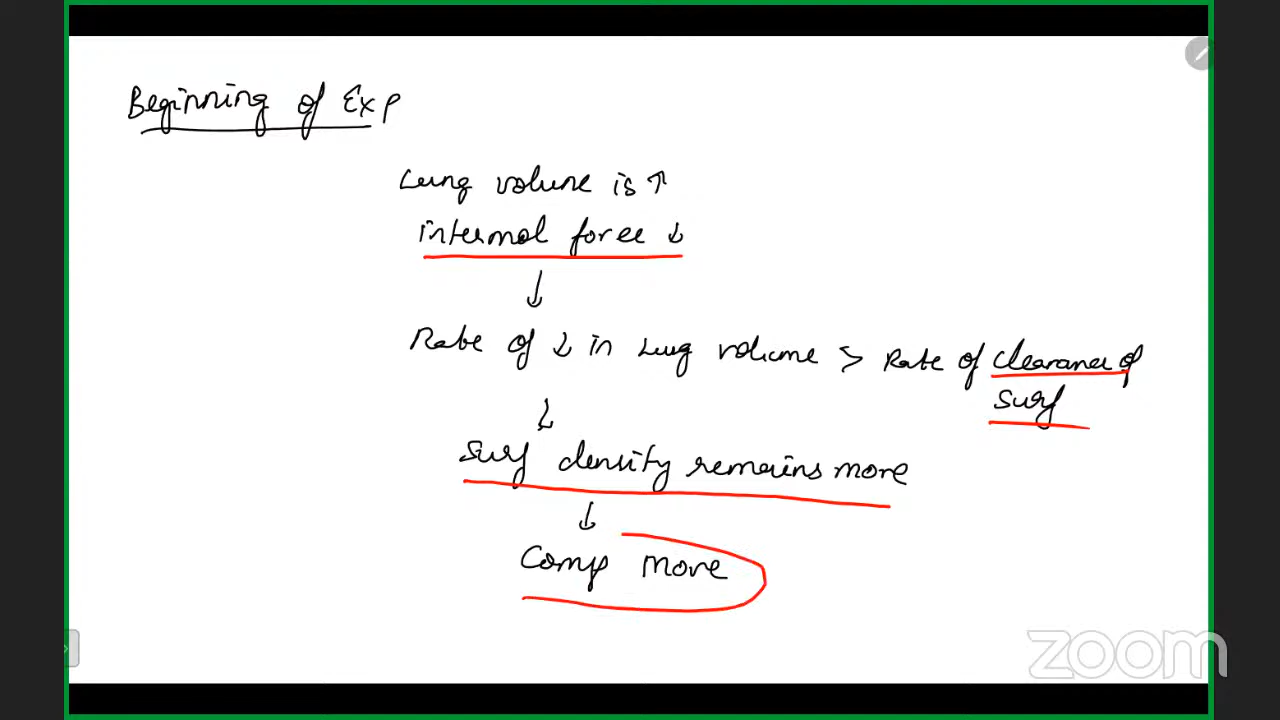 Beginning of Exp
Lung volume is ↑
internal force ↓
↓
Rate of ↓ in Lung volume > Rate of clearance of
surf
↓
Surf density remains more
↓
Comp more
zoom